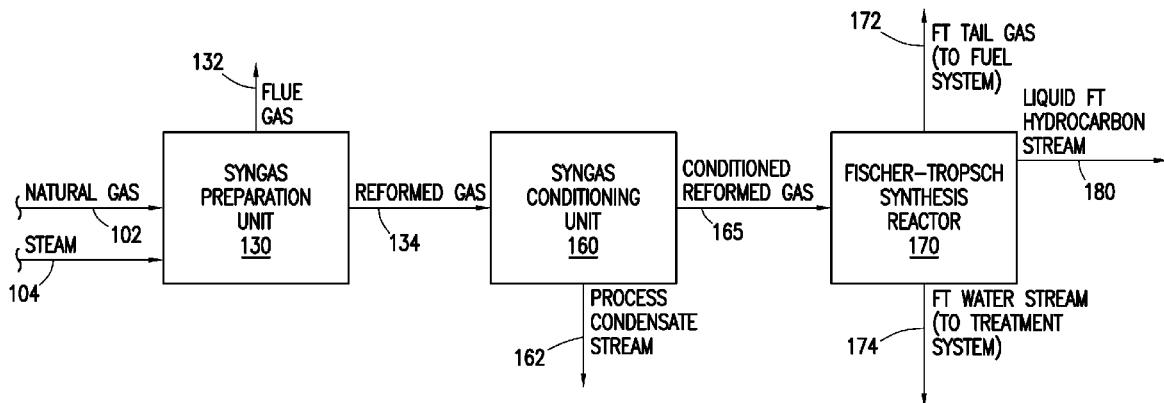 172
FT TAIL GAS
(TO FUEL
SYSTEM)
132
FLUE
GAS
LIQUID FT
HYDROCARBON
STREAM
180
NATURAL GAS
102
STEAM
104
SYNGAS
PREPARATION
UNIT
130
REFORMED GAS
134
SYNGAS
CONDITIONING
UNIT
160
CONDITIONED
REFORMED GAS
165
FISCHER–TROPSCH
SYNTHESIS
REACTOR
170
PROCESS
CONDENSATE
STREAM
162
FT WATER STREAM
(TO TREATMENT
SYSTEM)
174